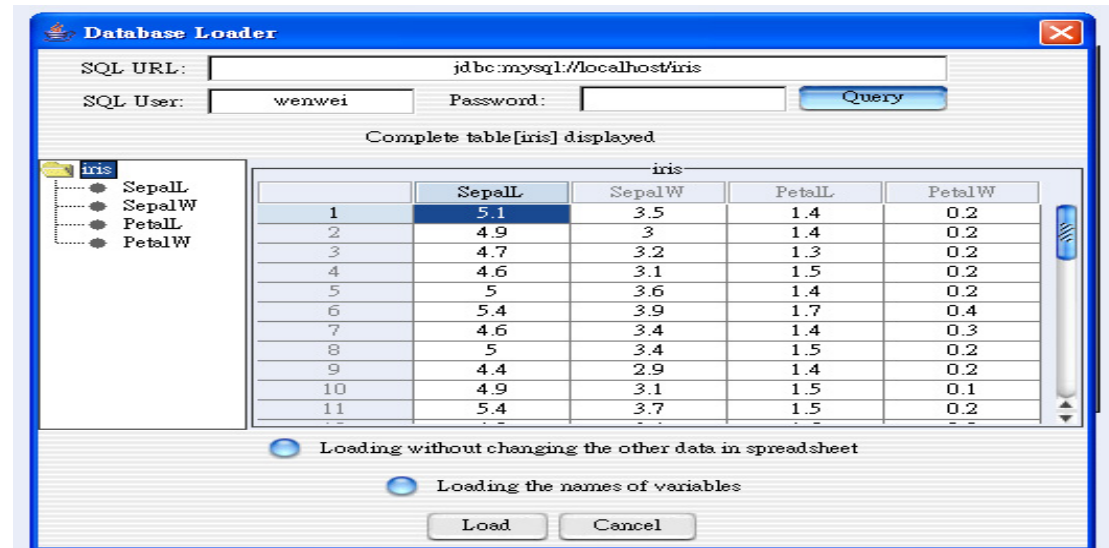 Database Loader
SQL URL: jdbc:mysql://localhost/iris
SQL User: wenwei Password: Query
Complete table[iris] displayed
iris
SepalL
SepalW
PetalL
PetalW
iris
SepalL SepalW PetalL PetalW
1 5.1 3.5 1.4 0.2
2 4.9 3 1.4 0.2
3 4.7 3.2 1.3 0.2
4 4.6 3.1 1.5 0.2
5 5 3.6 1.4 0.2
6 5.4 3.9 1.7 0.4
7 4.6 3.4 1.4 0.3
8 5 3.4 1.5 0.2
9 4.4 2.9 1.4 0.2
10 4.9 3.1 1.5 0.1
11 5.4 3.7 1.5 0.2
Loading without changing the other data in spreadsheet
Loading the names of variables
Load Cancel